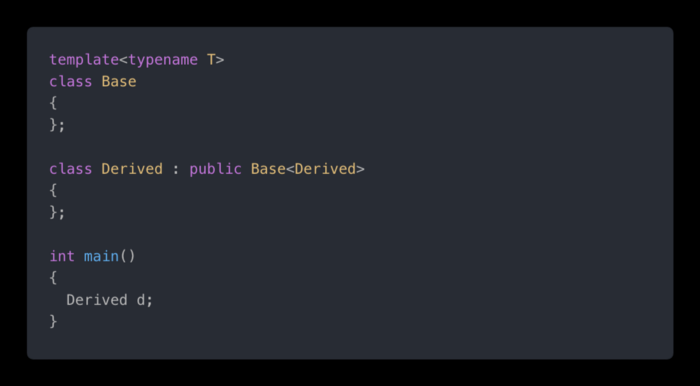 template<typename T>
class Base
{
};

class Derived : public Base<Derived>
{
};

int main()
{
  Derived d;
}